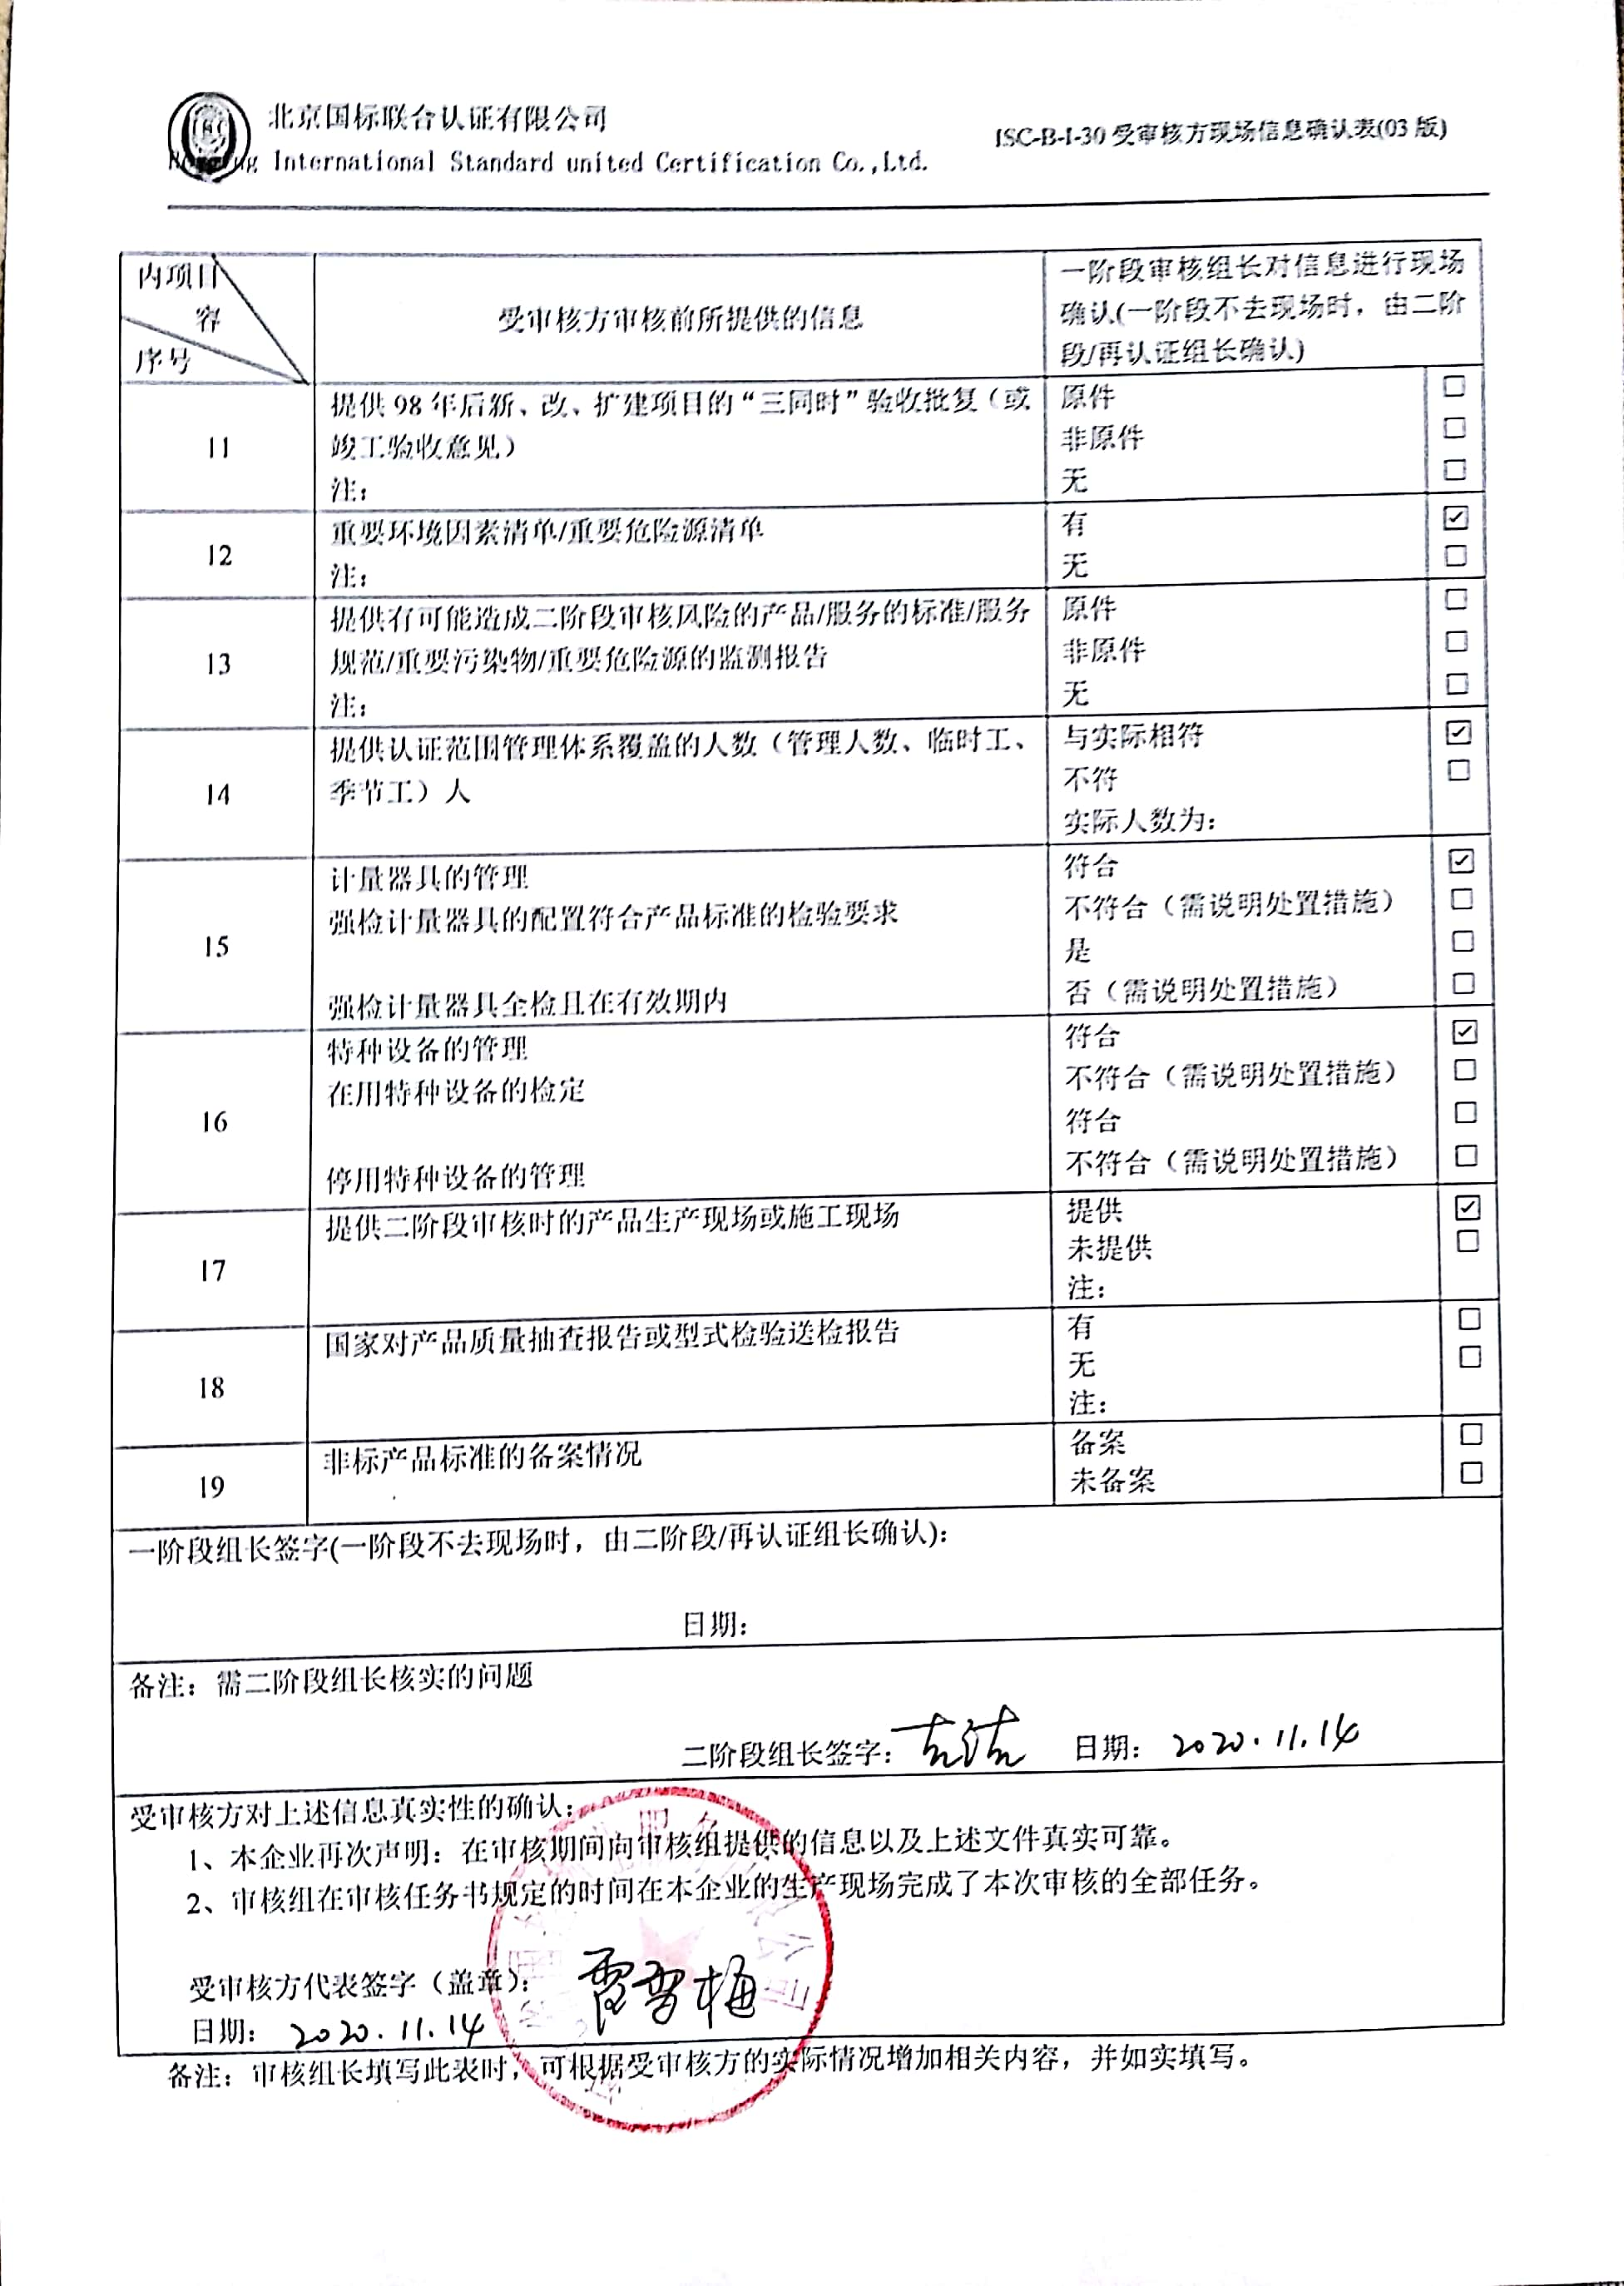 北京国标联合认证有限公司
ISC-B-I-30 受审核方现场信息确认表(03 版)
International Standard united Certification Co.,Ltd.
内项目
容
序号
受审核方审核前所提供的信息
一阶段审核组长对信息进行现场
确认(一阶段不去现场时，由二阶
段/再认证组长确认)
11
提供 98 年后新、改、扩建项目的“三同时”验收批复（或
竣工验收意见）
注：
原件 □
非原件 □
无 □
12
重要环境因素清单/重要危险源清单
注：
有 ☑
无 □
13
提供有可能造成二阶段审核风险的产品/服务的标准/服务
规范/重要污染物/重要危险源的监测报告
注：
原件 □
非原件 □
无 □
14
提供认证范围管理体系覆盖的人数（管理人数、临时工、
季节工）人
与实际相符 ☑
不符 □
实际人数为:
15
计量器具的管理
强检计量器具的配置符合产品标准的检验要求
强检计量器具全检且在有效期内
符合 ☑
不符合（需说明处置措施） □
是 □
否（需说明处置措施） □
16
特种设备的管理
在用特种设备的检定
停用特种设备的管理
符合 ☑
不符合（需说明处置措施） □
符合 □
不符合（需说明处置措施） □
17
提供二阶段审核时的产品生产现场或施工现场
提供 ☑
未提供 □
注：
18
国家对产品质量抽查报告或型式检验送检报告
有 □
无 □
注：
19
非标产品标准的备案情况
备案 □
未备案 □
一阶段组长签字(一阶段不去现场时，由二阶段/再认证组长确认)：
日期：
备注：需二阶段组长核实的问题
二阶段组长签字： 日期： 2020.11.14
受审核方对上述信息真实性的确认：
1、本企业再次声明：在审核期间向审核组提供的信息以及上述文件真实可靠。
2、审核组在审核任务书规定的时间在本企业的生产现场完成了本次审核的全部任务。
受审核方代表签字（盖章）：
日期： 2020.11.14
备注：审核组长填写此表时，可根据受审核方的实际情况增加相关内容，并如实填写。